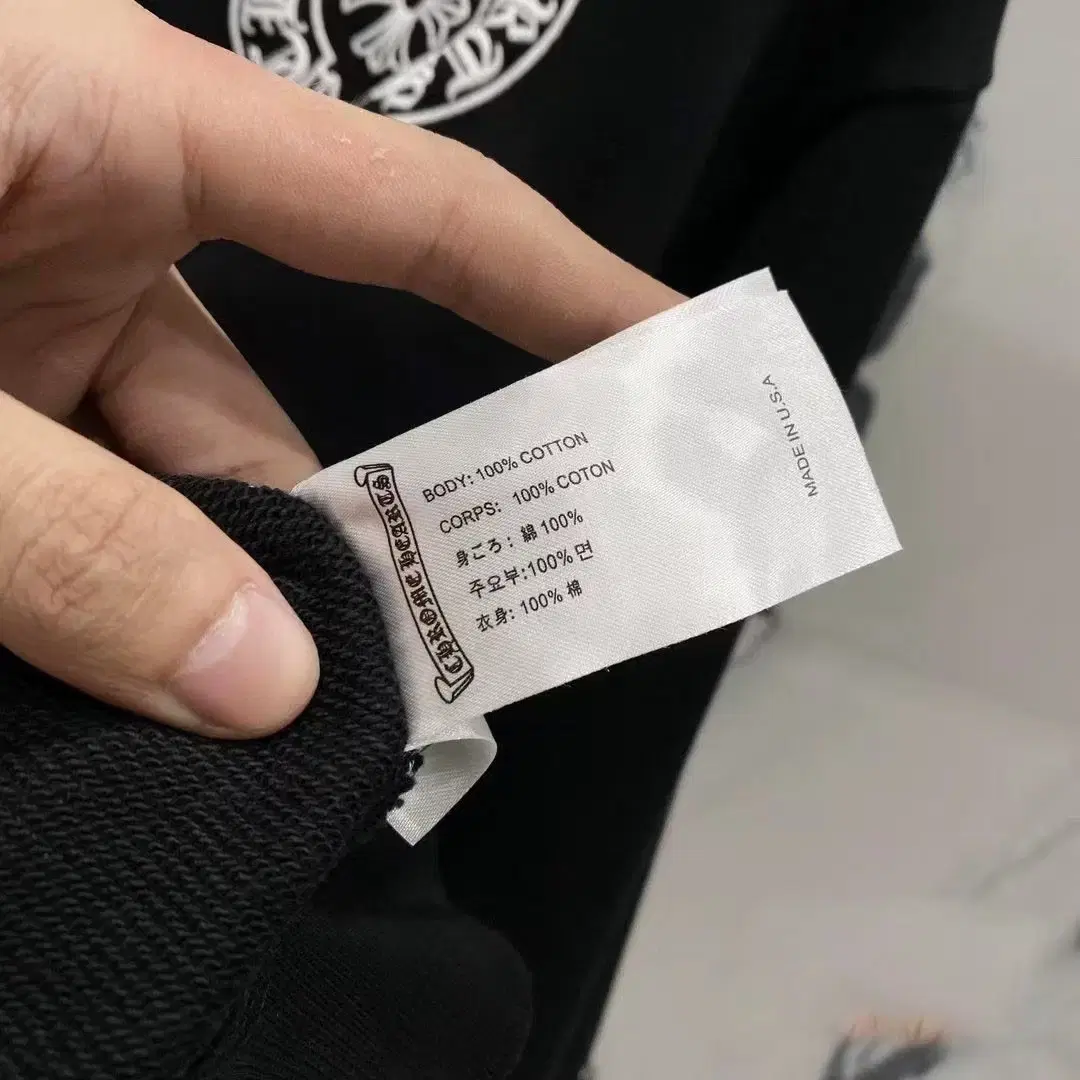 CHROME HEARTS
BODY: 100% COTTON
CORPS: 100% COTON
身ごろ: 綿 100%
주요부:100% 면
衣身: 100% 棉
MADE IN U.S.A